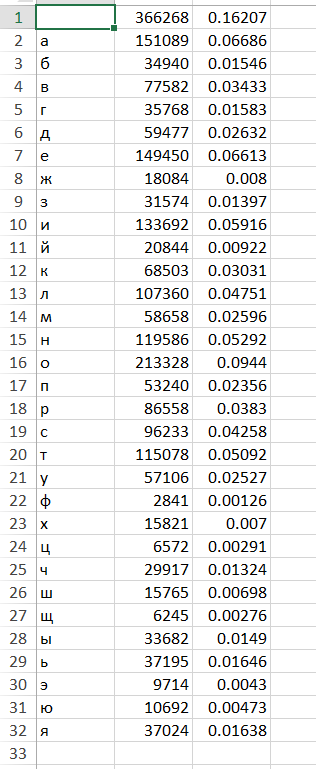 1 366268 0.16207
2 а 151089 0.06686
3 б 34940 0.01546
4 в 77582 0.03433
5 г 35768 0.01583
6 д 59477 0.02632
7 е 149450 0.06613
8 ж 18084 0.008
9 з 31574 0.01397
10 и 133692 0.05916
11 й 20844 0.00922
12 к 68503 0.03031
13 л 107360 0.04751
14 м 58658 0.02596
15 н 119586 0.05292
16 о 213328 0.0944
17 п 53240 0.02356
18 р 86558 0.0383
19 с 96233 0.04258
20 т 115078 0.05092
21 у 57106 0.02527
22 ф 2841 0.00126
23 х 15821 0.007
24 ц 6572 0.00291
25 ч 29917 0.01324
26 ш 15765 0.00698
27 щ 6245 0.00276
28 ы 33682 0.0149
29 ь 37195 0.01646
30 э 9714 0.0043
31 ю 10692 0.00473
32 я 37024 0.01638
33